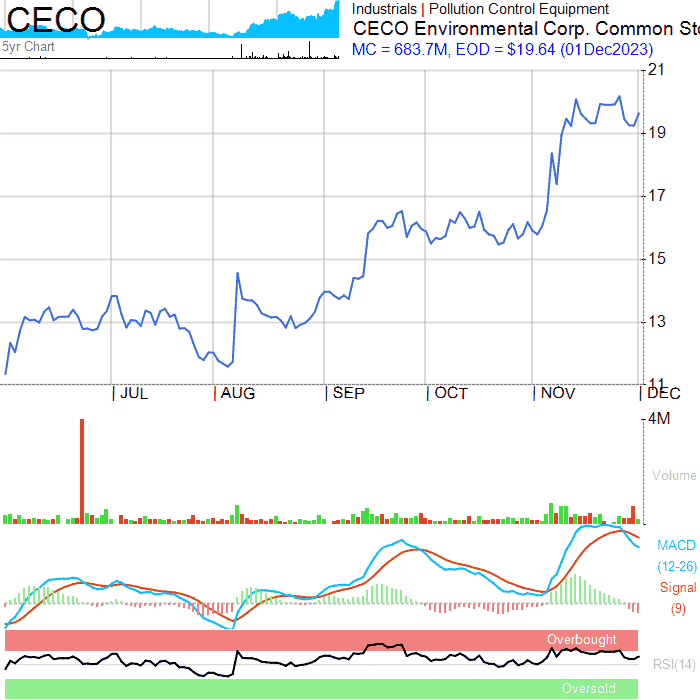 CECO
5yr Chart
Industrials | Pollution Control Equipment
CECO Environmental Corp. Common Sto
MC = 683.7M, EOD = $19.64 (01Dec2023)
21
19
17
15
13
11
JUL AUG SEP OCT NOV DEC
4M
Volume
MACD
(12-26)
Signal
(9)
Overbought
RSI(14)
Oversold